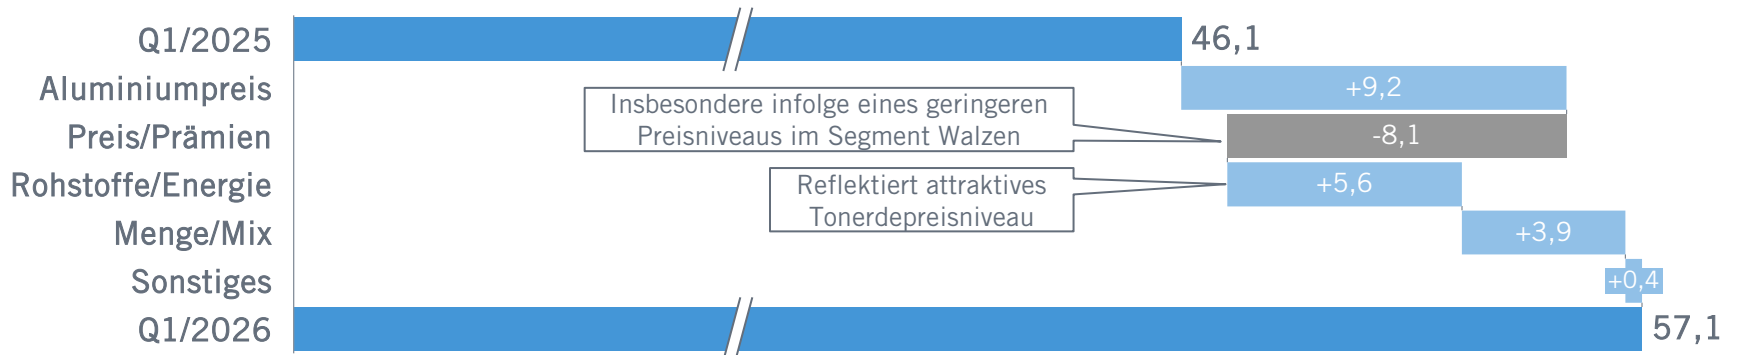 Q1/2025
46,1
Aluminiumpreis
+9,2
Insbesondere infolge eines geringeren
Preisniveaus im Segment Walzen
Preis/Prämien
-8,1
Rohstoffe/Energie
Reflektiert attraktives
Tonerdepreisniveau
+5,6
Menge/Mix
+3,9
Sonstiges
+0,4
Q1/2026
57,1